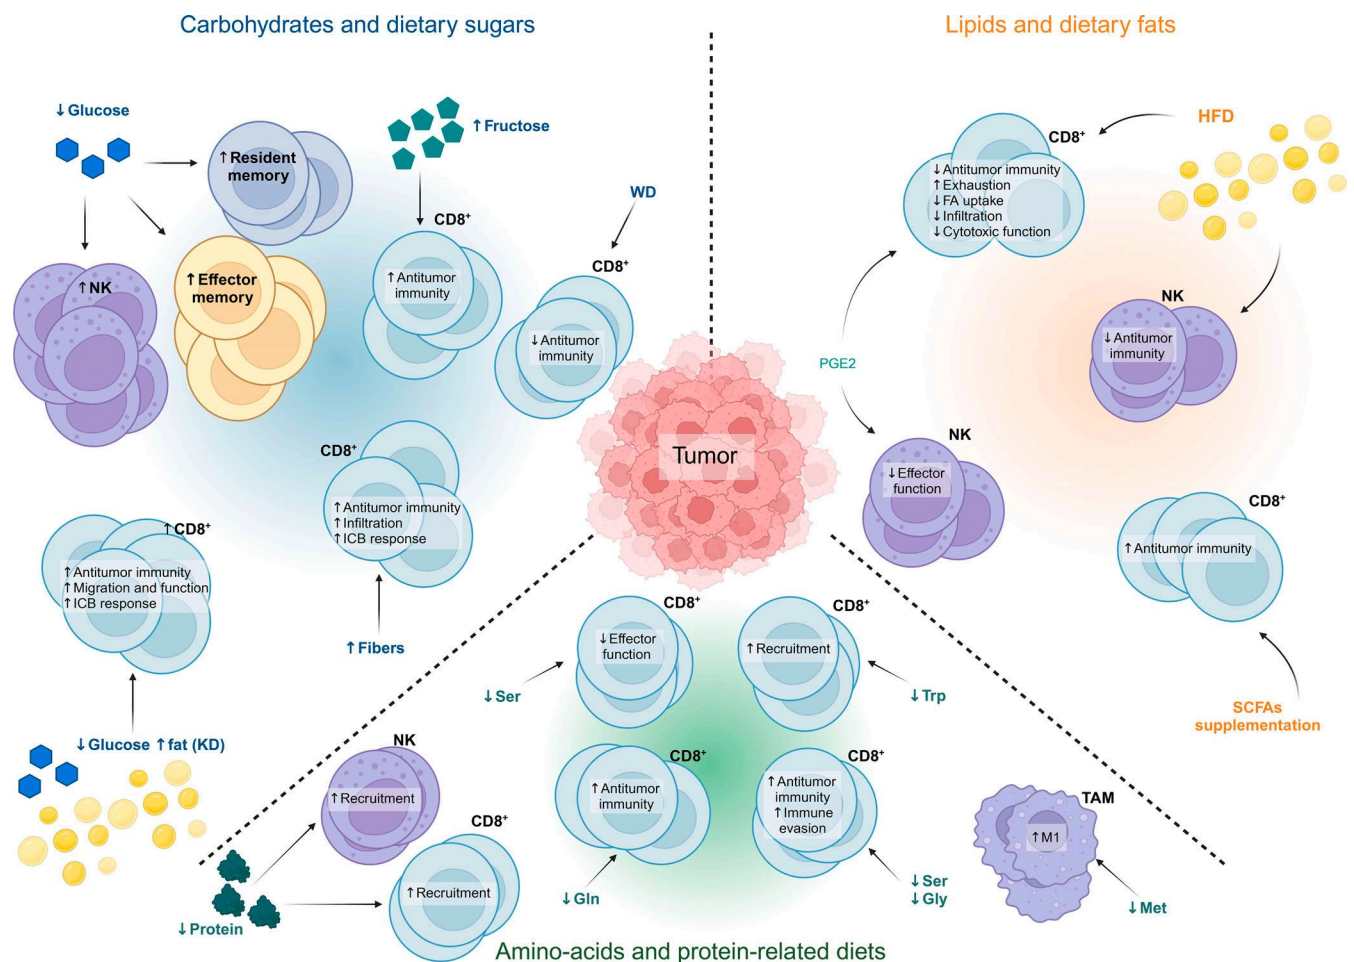 Carbohydrates and dietary sugars
Lipids and dietary fats
↓Glucose
↑Resident
memory
↑Fructose
CD8⁺
↑Antitumor
immunity
WD
CD8⁺
↓Antitumor
immunity
↑NK
↑Effector
memory
CD8⁺
↑Antitumor immunity
↑Infiltration
↑ICB response
↑Fibers
↑CD8⁺
↑Antitumor immunity
↑Migration and function
↑ICB response
↓Glucose ↑fat (KD)
Tumor
HFD
CD8⁺
↓Antitumor immunity
↑Exhaustion
↓FA uptake
↓Infiltration
↓Cytotoxic function
NK
↓Antitumor
immunity
PGE2
NK
↓Effector
function
CD8⁺
↑Antitumor immunity
SCFAs
supplementation
CD8⁺
↓Effector
function
↓Ser
CD8⁺
↑Recruitment
↓Trp
NK
↑Recruitment
CD8⁺
↑Recruitment
↓Protein
CD8⁺
↑Antitumor
immunity
↓Gln
CD8⁺
↑Antitumor
immunity
↑Immune
evasion
↓Ser
↓Gly
TAM
↑M1
↓Met
Amino-acids and protein-related diets